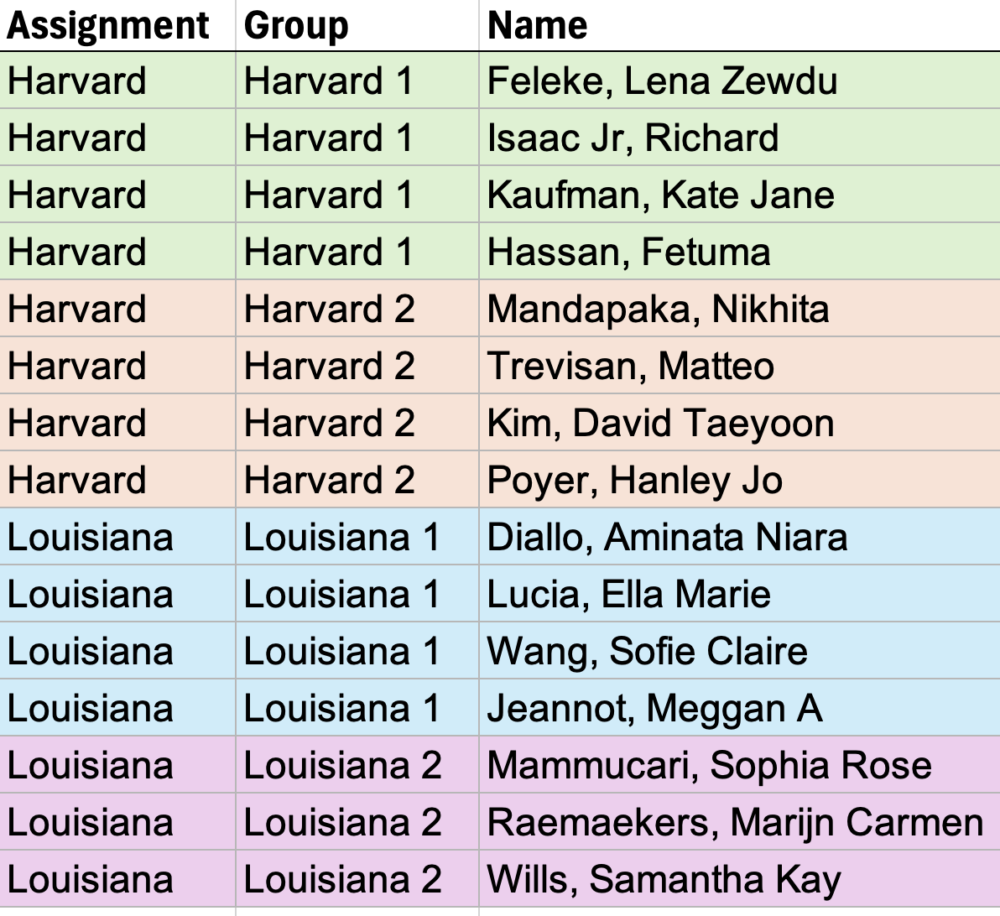 Assignment Group Name
Harvard Harvard 1 Feleke, Lena Zewdu
Harvard Harvard 1 Isaac Jr, Richard
Harvard Harvard 1 Kaufman, Kate Jane
Harvard Harvard 1 Hassan, Fetuma
Harvard Harvard 2 Mandapaka, Nikhita
Harvard Harvard 2 Trevisan, Matteo
Harvard Harvard 2 Kim, David Taeyoon
Harvard Harvard 2 Poyer, Hanley Jo
Louisiana Louisiana 1 Diallo, Aminata Niara
Louisiana Louisiana 1 Lucia, Ella Marie
Louisiana Louisiana 1 Wang, Sofie Claire
Louisiana Louisiana 1 Jeannot, Meggan A
Louisiana Louisiana 2 Mammucari, Sophia Rose
Louisiana Louisiana 2 Raemaekers, Marijn Carmen
Louisiana Louisiana 2 Wills, Samantha Kay